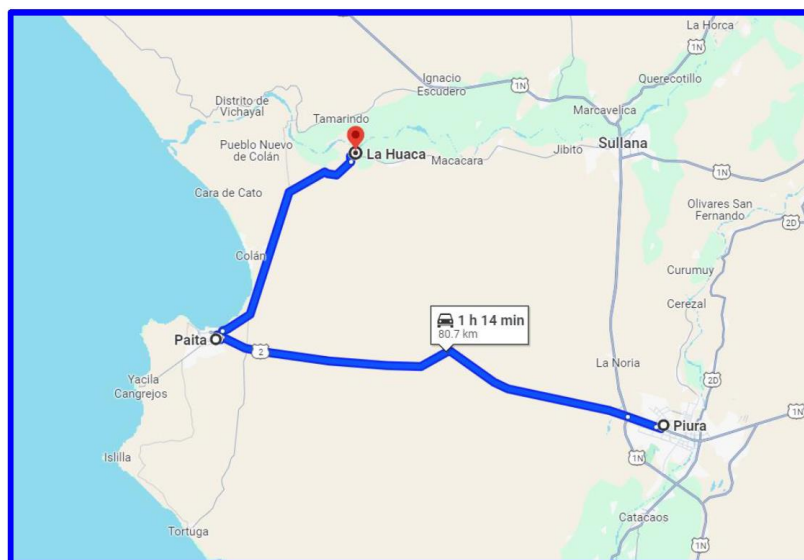 La Horca
1N
Ignacio
Escudero
1N
Querecotillo
Distrito de
Vichayal
Tamarindo
Marcavelica
Pueblo Nuevo
de Colán
La Huaca
Macacara
Jibito
Sullana
1N
Cara de Cato
Olivares San
Fernando
2D
Colán
Curumuy
1 h 14 min
80.7 km
Cerezal
Paita
2
La Noria
Yacila
Cangrejos
2D
Piura
1N
Islilla
1N
1N
Tortuga
Catacaos